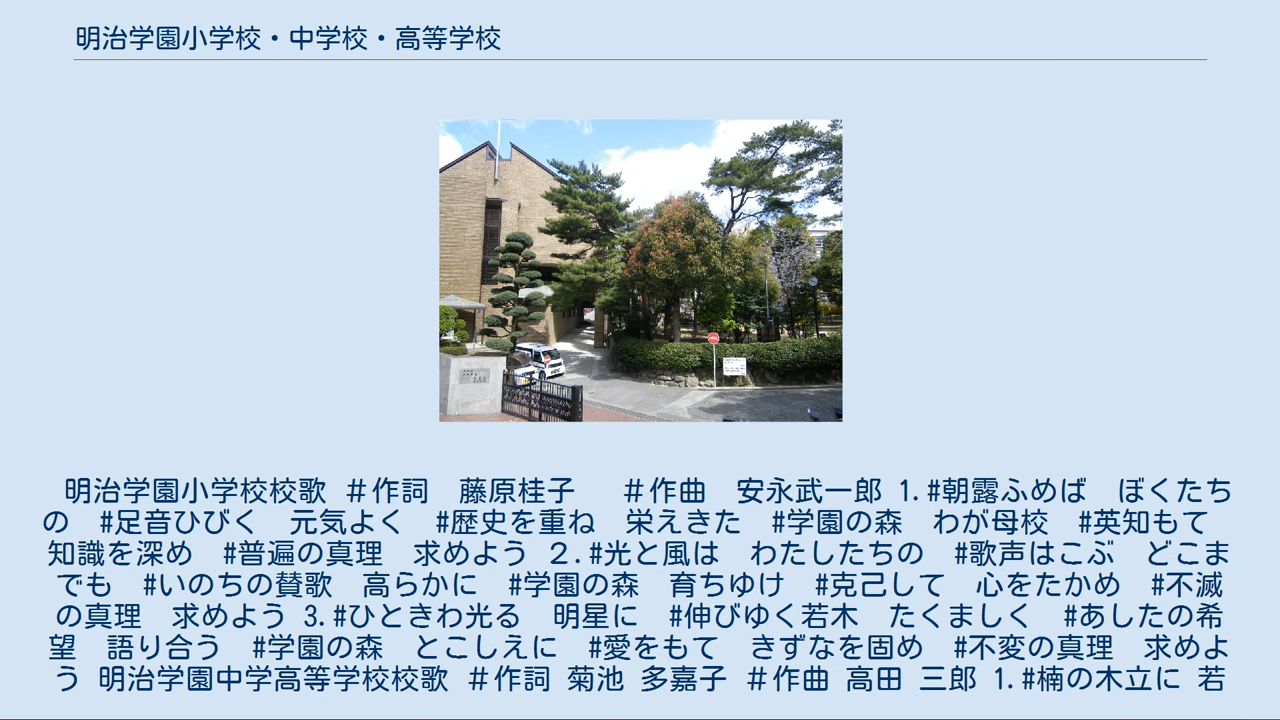 明治学園小学校・中学校・高等学校
明治学園小学校校歌 ＃作詞　藤原桂子　 ＃作曲　安永武一郎 1.#朝露ふめば　ぼくたち
の　#足音ひびく　元気よく　#歴史を重ね　栄えきた　#学園の森　わが母校　#英知もて
知識を深め　#普遍の真理　求めよう 2.#光と風は　わたしたちの　#歌声はこぶ　どこま
でも　#いのちの賛歌　高らかに　#学園の森　育ちゆけ　#克己して　心をたかめ　#不滅
の真理　求めよう 3.#ひときわ光る　明星に　#伸びゆく若木　たくましく　#あしたの希
望　語り合う　#学園の森　とこしえに　#愛をもて　きずなを固め　#不変の真理　求めよ
う 明治学園中学高等学校校歌 ＃作詞 菊池 多嘉子 ＃作曲 高田 三郎 1.#楠の木立に 若